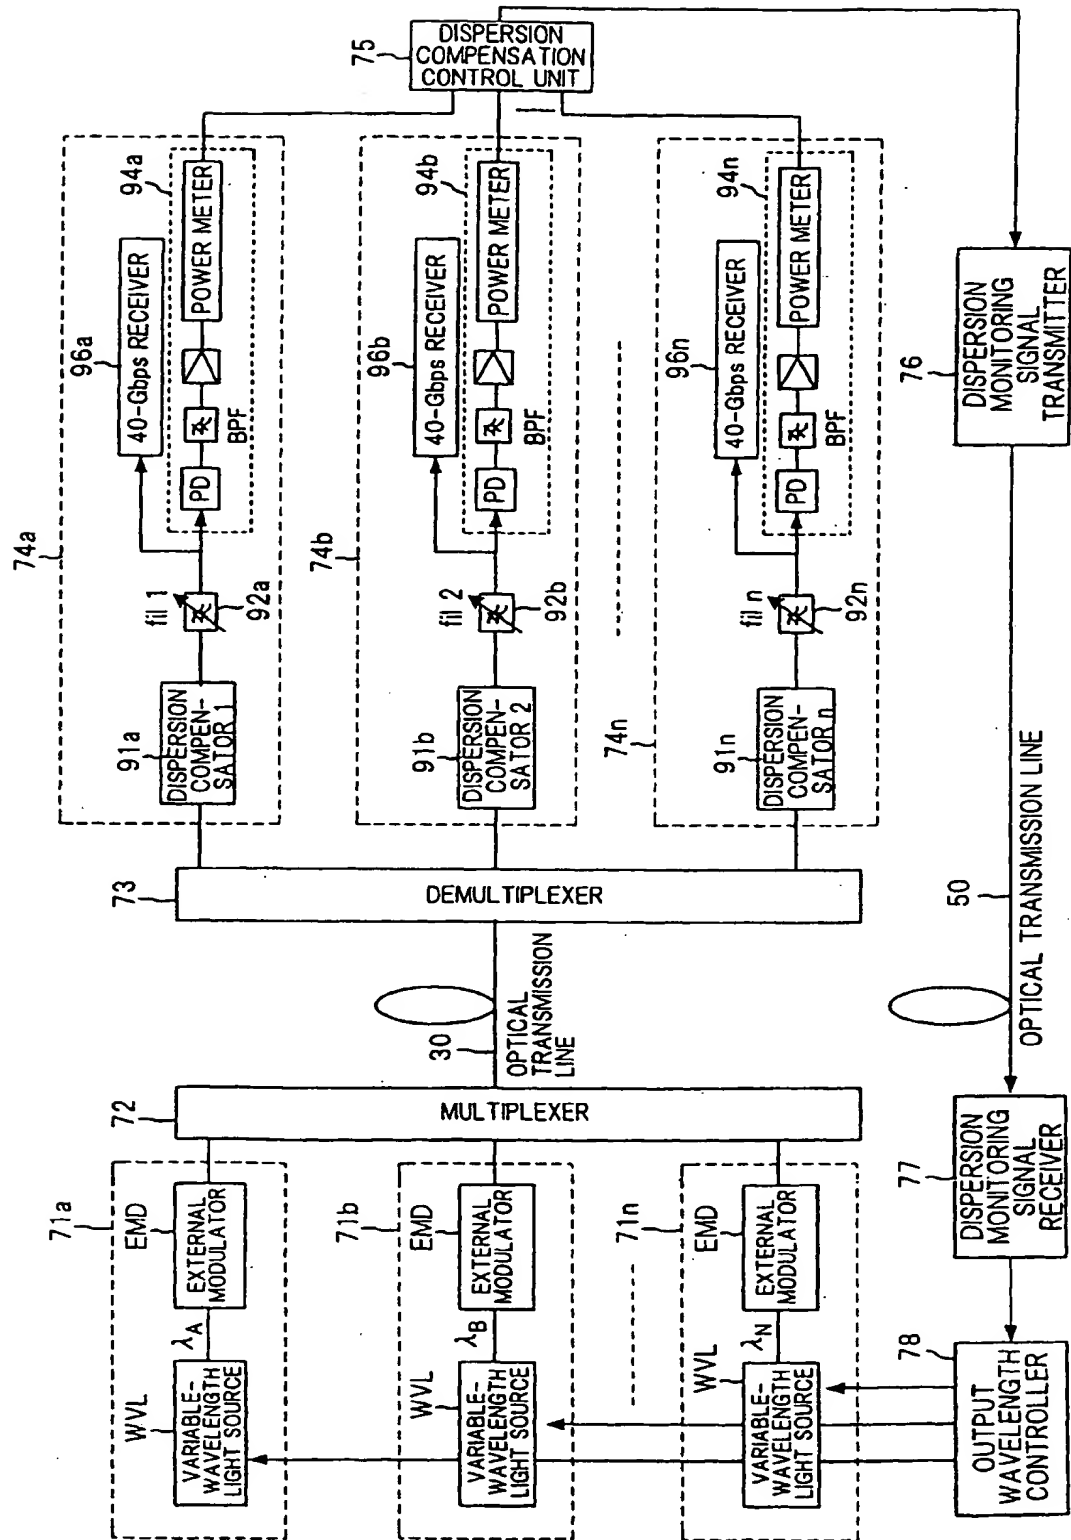 71a
WVL
VARIABLE-
WAVELENGTH
LIGHT SOURCE
λA
EMD
EXTERNAL
MODULATOR
71b
WVL
VARIABLE-
WAVELENGTH
LIGHT SOURCE
λB
EMD
EXTERNAL
MODULATOR
71n
WVL
VARIABLE-
WAVELENGTH
LIGHT SOURCE
λN
EMD
EXTERNAL
MODULATOR
78
OUTPUT
WAVELENGTH
CONTROLLER
77
DISPERSION
MONITORING
SIGNAL
RECEIVER
72
MULTIPLEXER
30
OPTICAL
TRANSMISSION
LINE
73
DEMULTIPLEXER
50
OPTICAL TRANSMISSION LINE
74a
91a
DISPERSION
COMPEN-
SATOR 1
fil 1
92a
96a
40-Gbps RECEIVER
94a
PD
BPF
POWER METER
74b
91b
DISPERSION
COMPEN-
SATOR 2
fil 2
92b
96b
40-Gbps RECEIVER
94b
PD
BPF
POWER METER
74n
91n
DISPERSION
COMPEN-
SATOR n
fil n
92n
96n
40-Gbps RECEIVER
94n
PD
BPF
POWER METER
75
DISPERSION
COMPENSATION
CONTROL UNIT
76
DISPERSION
MONITORING
SIGNAL
TRANSMITTER